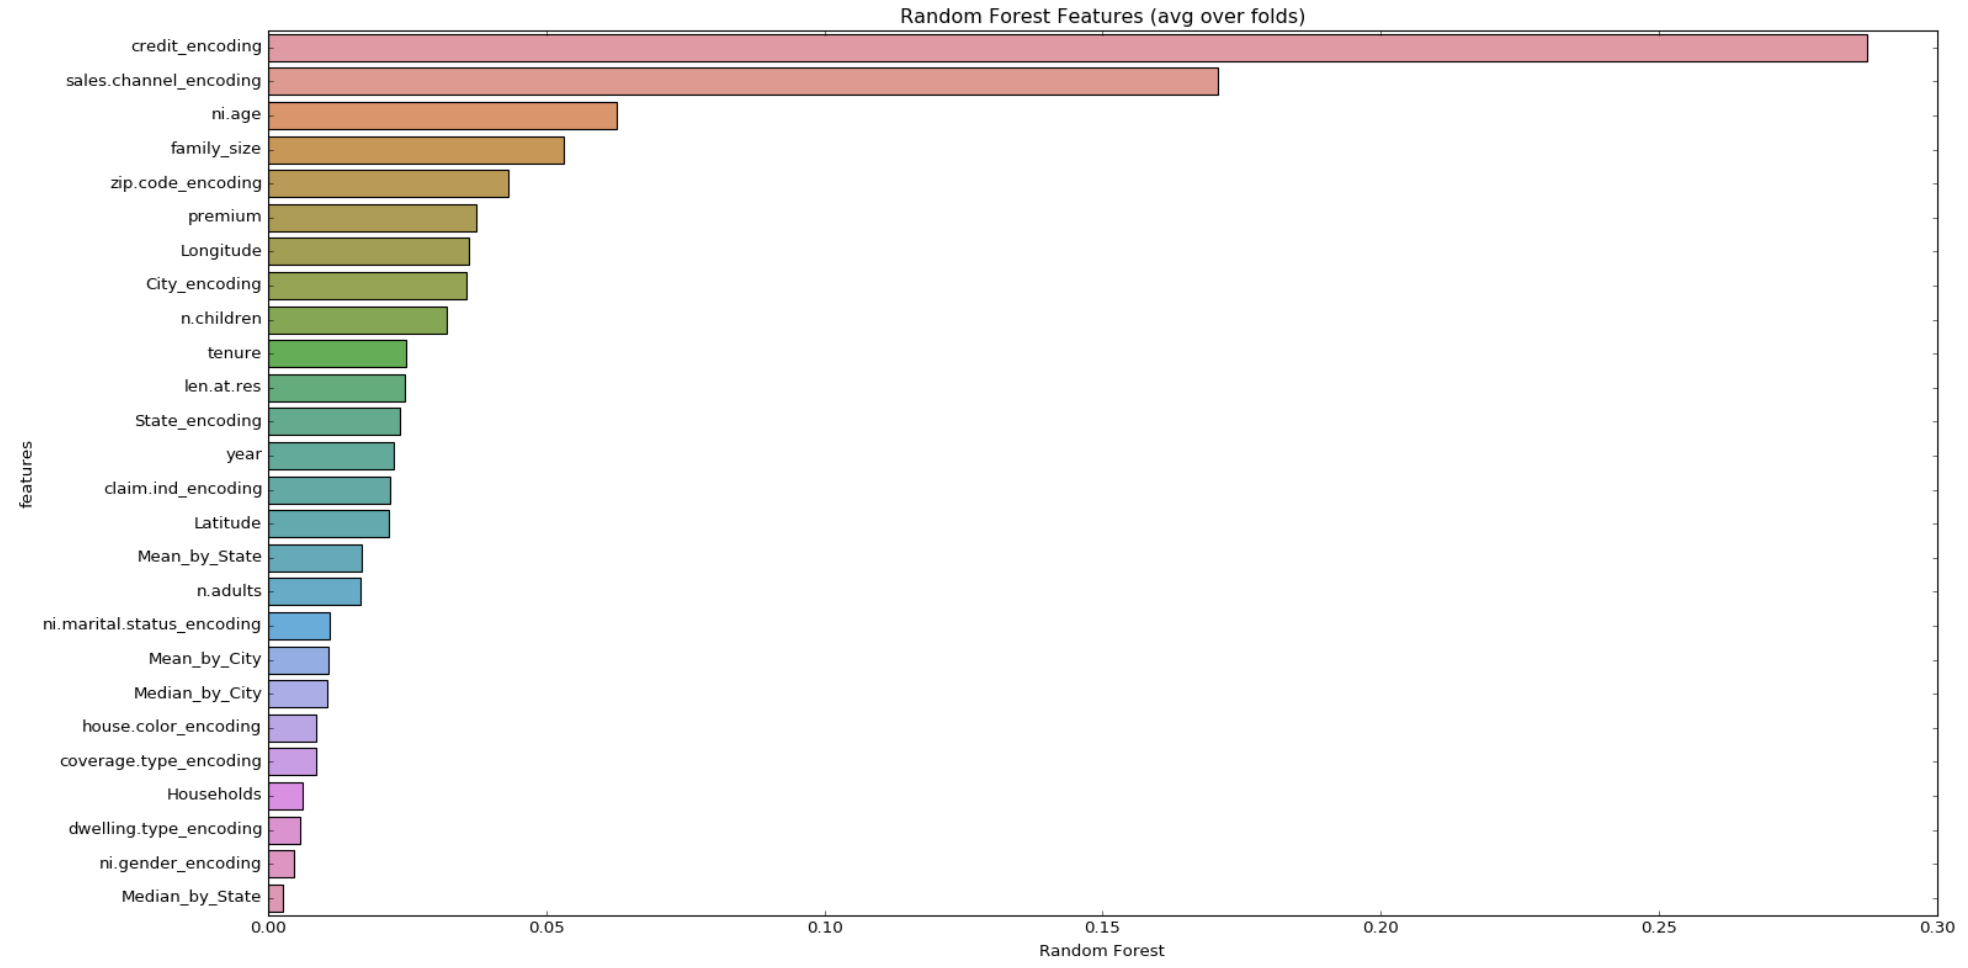 Random Forest Features (avg over folds)
credit_encoding
sales.channel_encoding
ni.age
family_size
zip.code_encoding
premium
Longitude
City_encoding
n.children
tenure
len.at.res
State_encoding
year
claim.ind_encoding
Latitude
Mean_by_State
n.adults
ni.marital.status_encoding
Mean_by_City
Median_by_City
house.color_encoding
coverage.type_encoding
Households
dwelling.type_encoding
ni.gender_encoding
Median_by_State
features
0.00 0.05 0.10 0.15 0.20 0.25 0.30
Random Forest